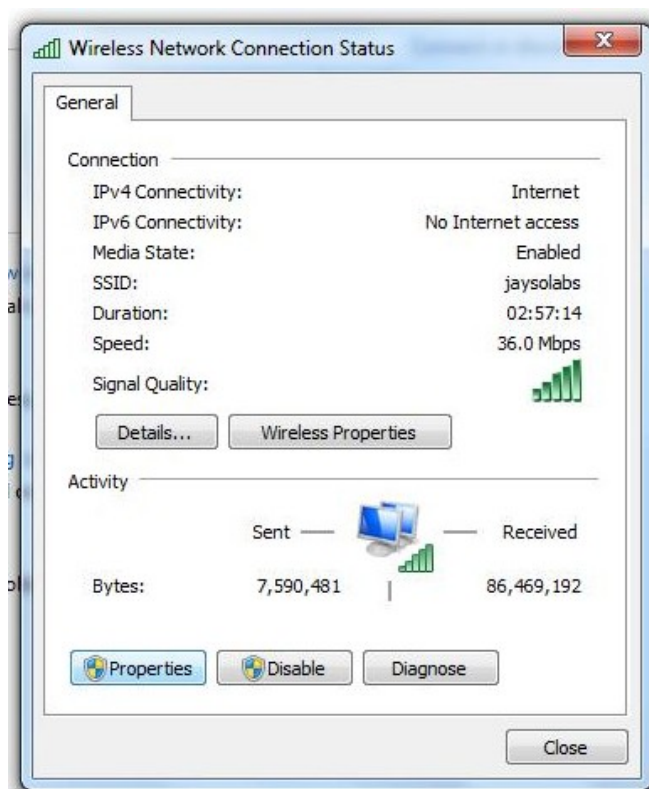 Wireless Network Connection Status
General
Connection
IPv4 Connectivity: Internet
IPv6 Connectivity: No Internet access
Media State: Enabled
SSID: jaysolabs
Duration: 02:57:14
Speed: 36.0 Mbps
Signal Quality:
Details... Wireless Properties
Activity
Sent Received
Bytes: 7,590,481 86,469,192
Properties Disable Diagnose
Close